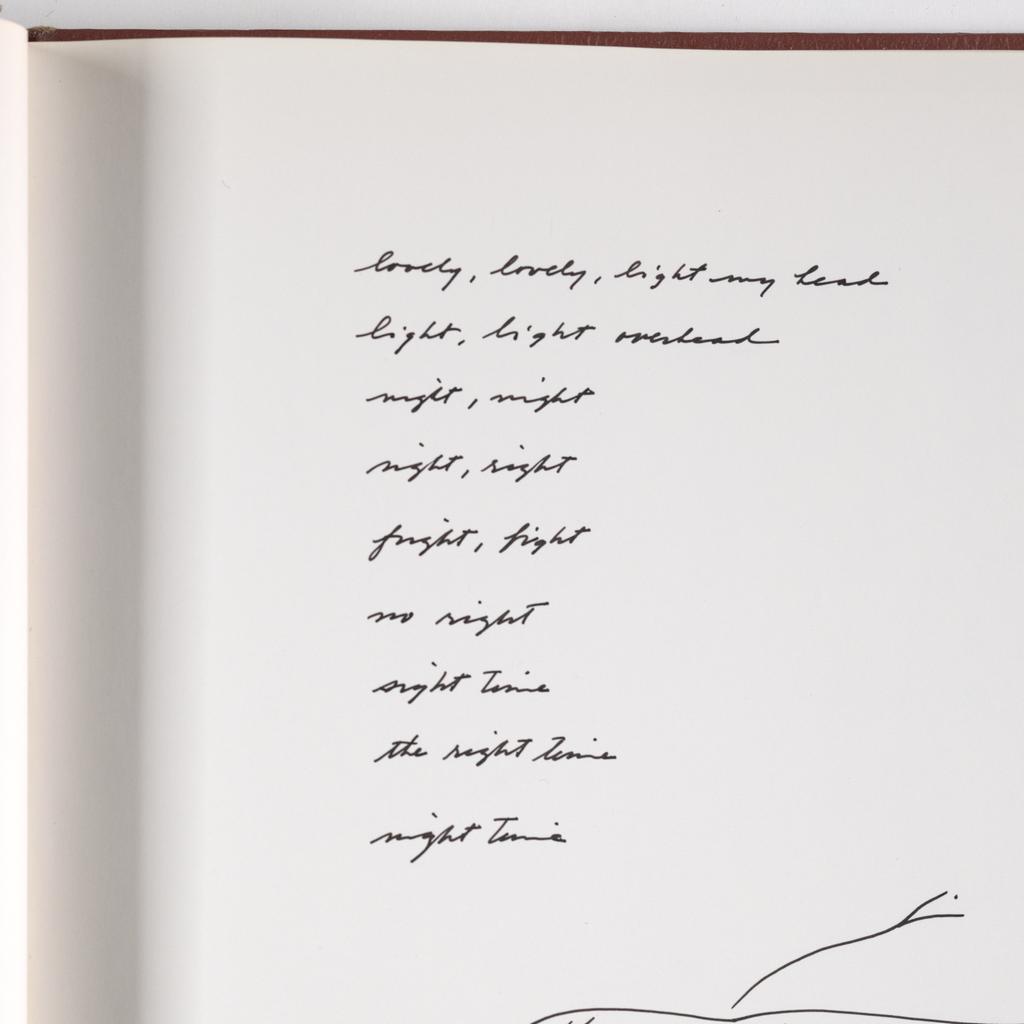 lovely, lovely, light my head
light, light overhead
night, night
night, right
fright, fight
no right
right time
the right time
night time